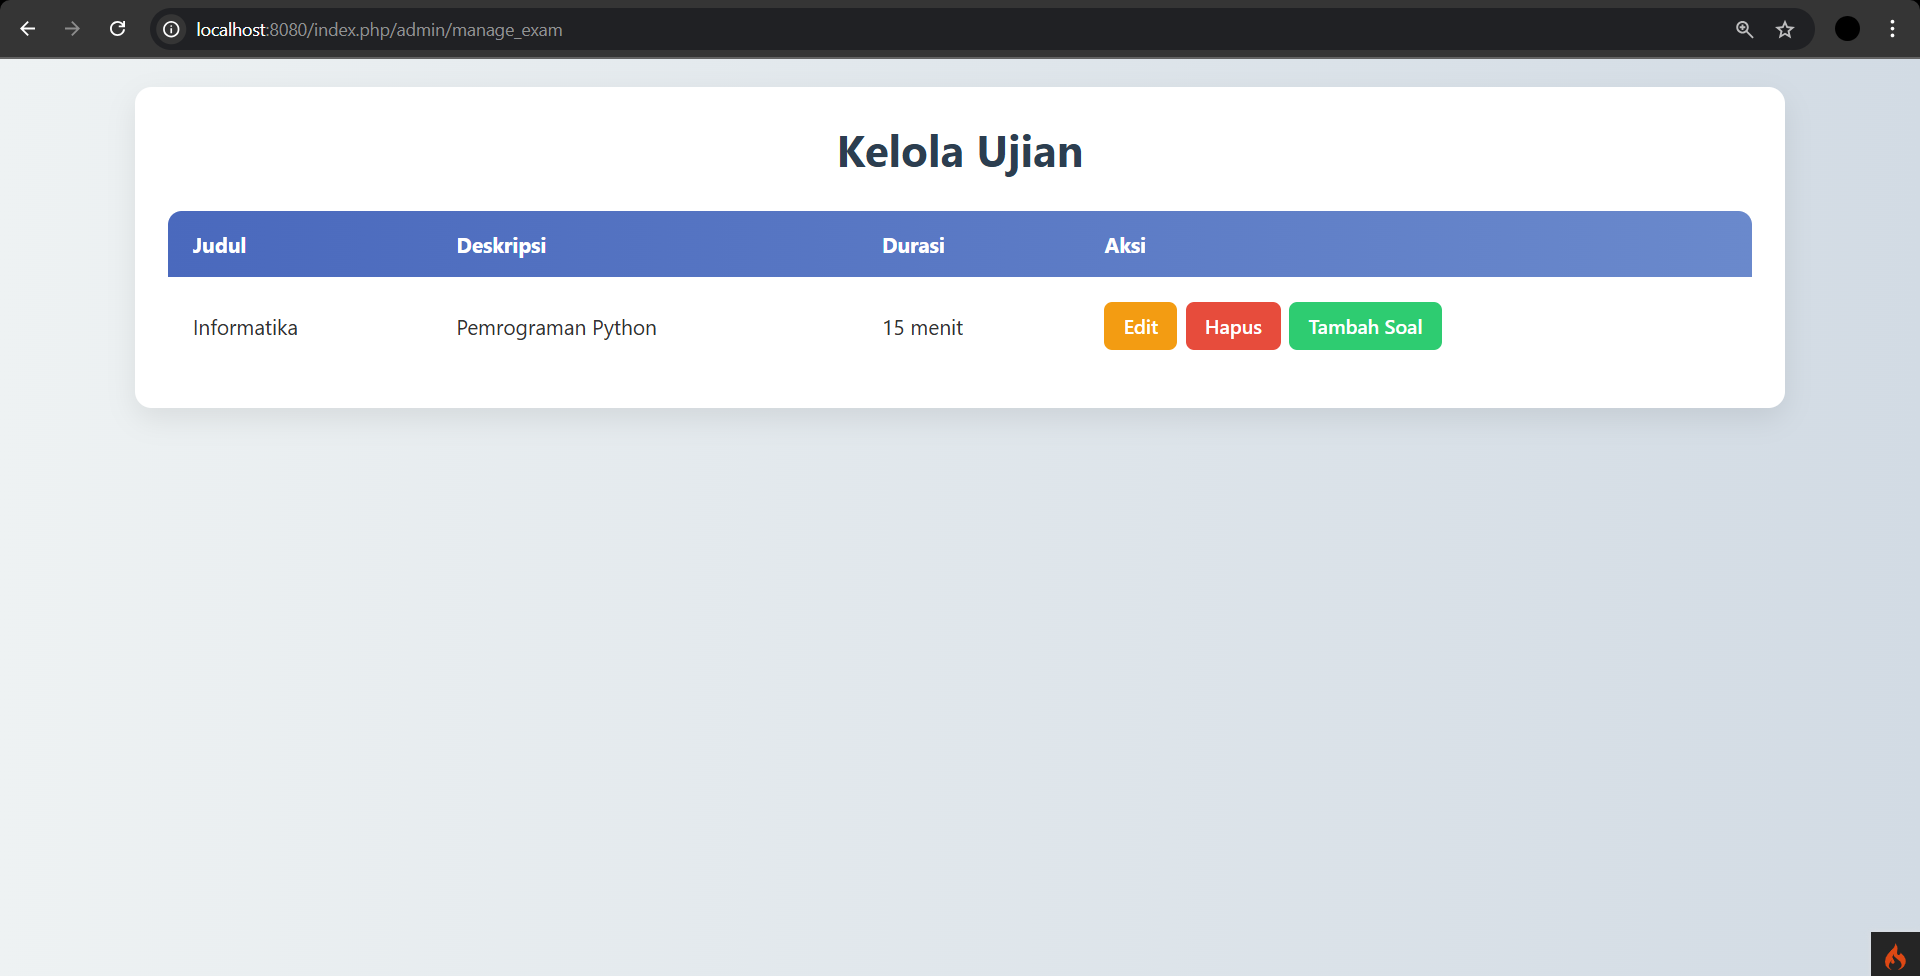 localhost:8080/index.php/admin/manage_exam
Kelola Ujian
Judul Deskripsi Durasi Aksi
Informatika Pemrograman Python 15 menit Edit Hapus Tambah Soal